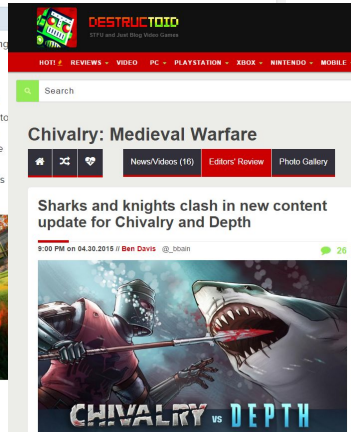 DESTRUCTOID
STFU and Just Blog Video Games
HOT! REVIEWS VIDEO PC PLAYSTATION XBOX NINTENDO MOBILE
Search
Chivalry: Medieval Warfare
News/Videos (16) Editors' Review Photo Gallery
Sharks and knights clash in new content
update for Chivalry and Depth
9:00 PM on 04.30.2015 // Ben Davis @_bbain 26
CHIVALRY VS DEPTH